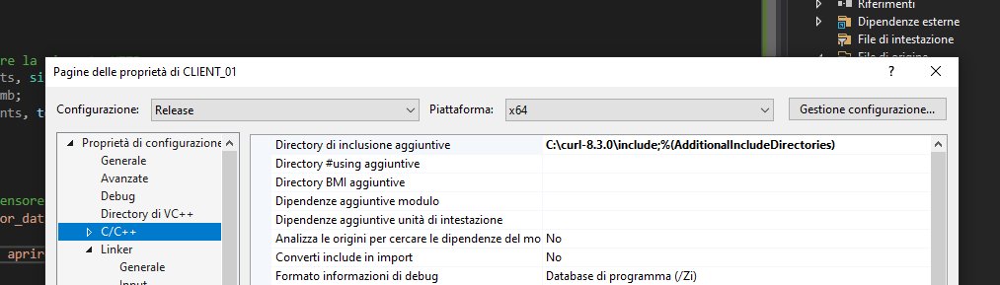 Riferimenti
Dipendenze esterne
File di intestazione
File di origine
re la
ts, si
mb;
nts, t
ensore
or_dat
aprir
Pagine delle proprietà di CLIENT_01
Configurazione: Release Piattaforma: x64 Gestione configurazione...
Proprietà di configurazione
Generale
Avanzate
Debug
Directory di VC++
C/C++
Linker
Generale
Input
Directory di inclusione aggiuntive C:\curl-8.3.0\include;%(AdditionalIncludeDirectories)
Directory #using aggiuntive
Directory BMI aggiuntive
Dipendenze aggiuntive modulo
Dipendenze aggiuntive unità di intestazione
Analizza le origini per cercare le dipendenze del mo No
Converti include in import No
Formato informazioni di debug Database di programma (/Zi)